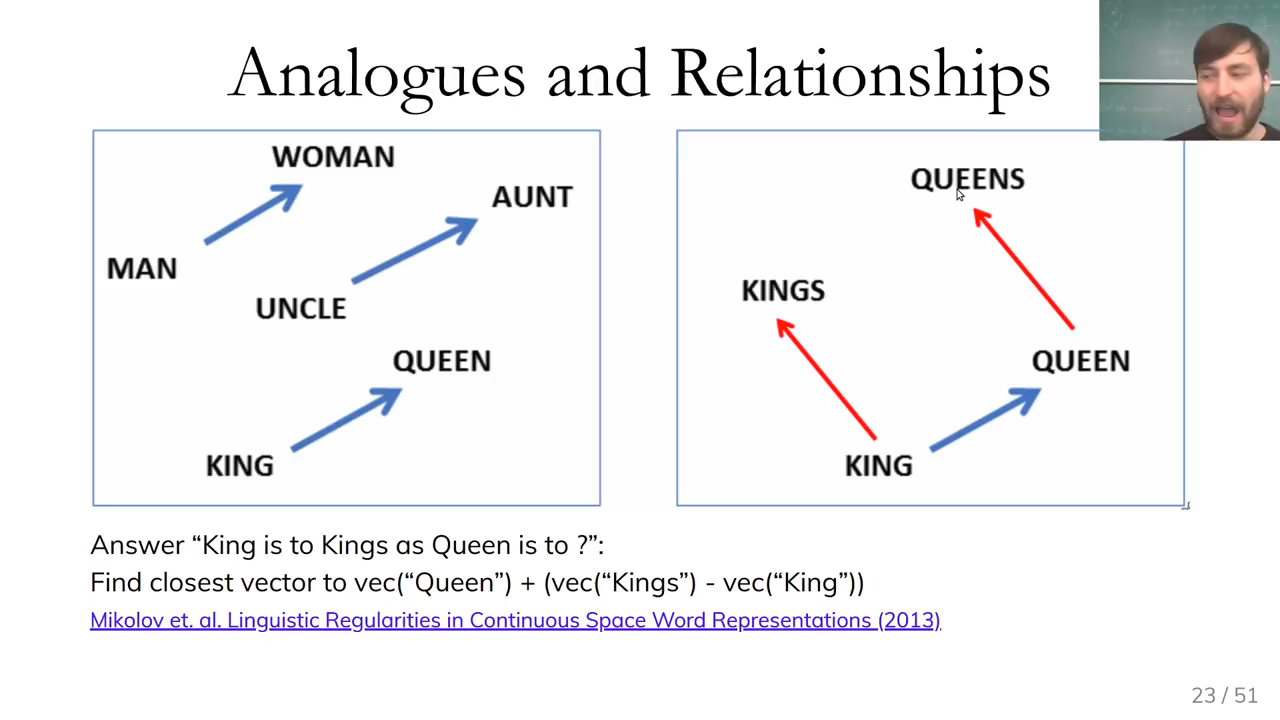 Analogues and Relationships
WOMAN
AUNT
MAN
UNCLE
QUEEN
KING
QUEENS
KINGS
QUEEN
KING
Answer “King is to Kings as Queen is to ?”:
Find closest vector to vec(“Queen”) + (vec(“Kings”) - vec(“King”))
Mikolov et. al. Linguistic Regularities in Continuous Space Word Representations (2013)
23 / 51